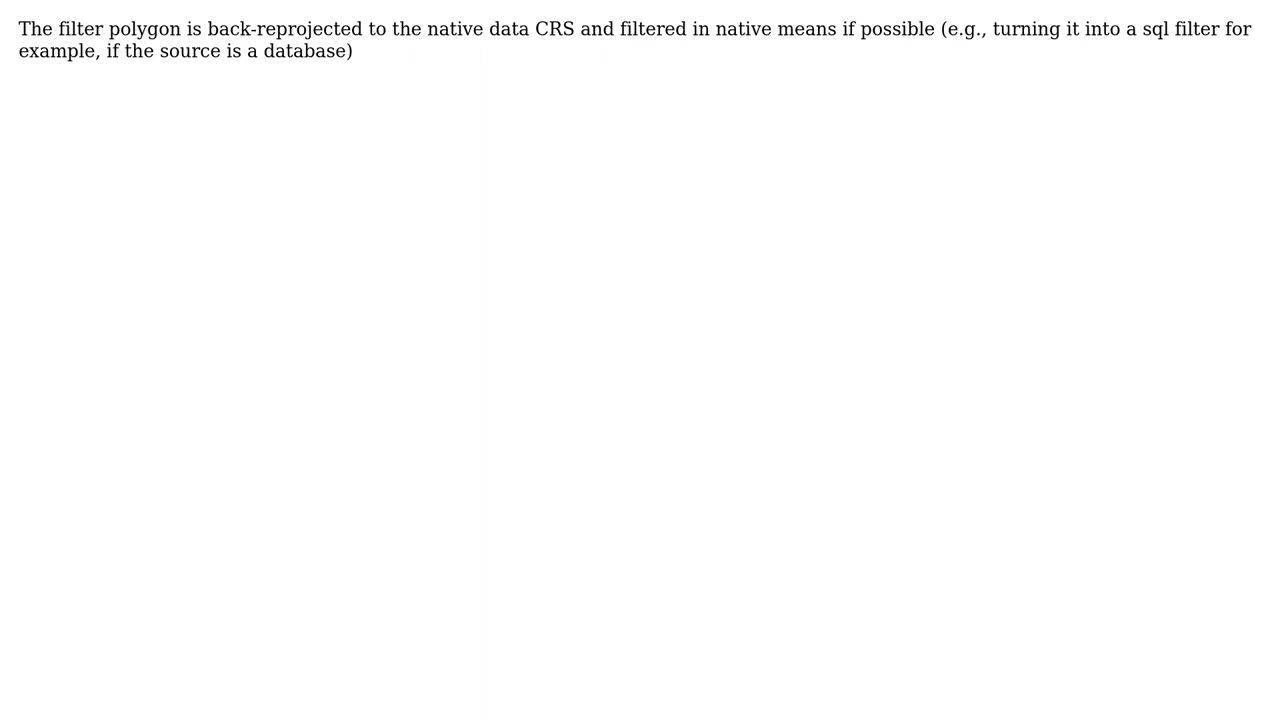 The filter polygon is back-reprojected to the native data CRS and filtered in native means if possible (e.g., turning it into a sql filter for
example, if the source is a database)